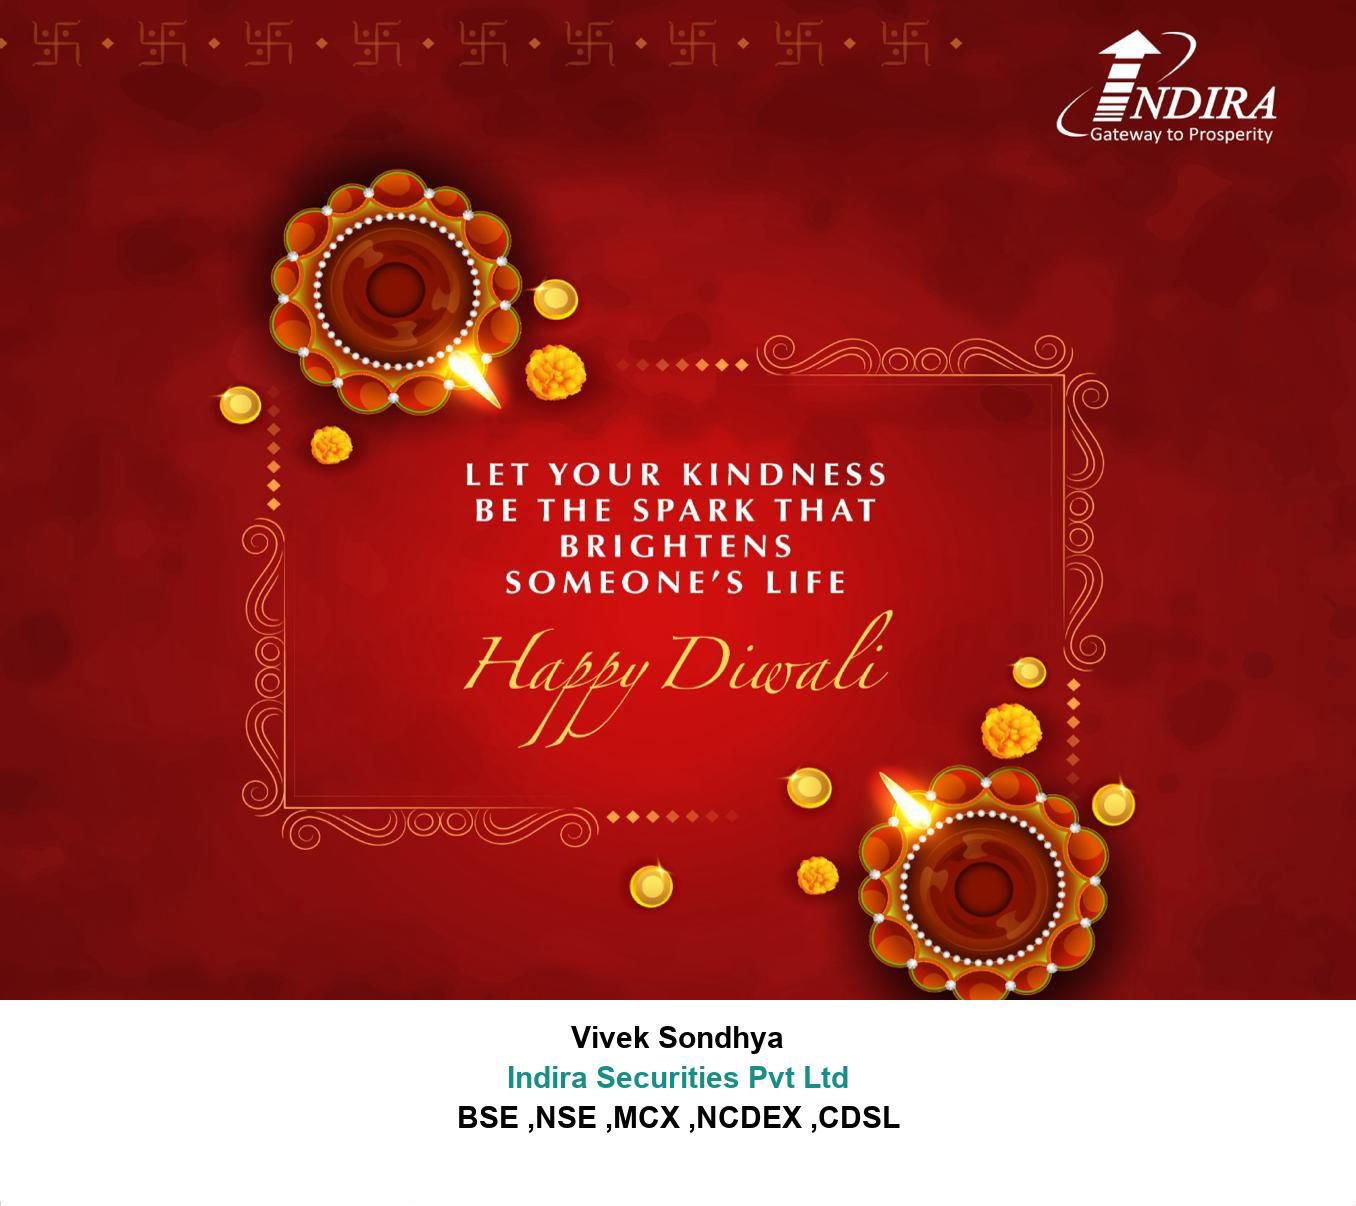 INDIRA
Gateway to Prosperity
LET YOUR KINDNESS
BE THE SPARK THAT
BRIGHTENS
SOMEONE'S LIFE
Happy Diwali
Vivek Sondhya
Indira Securities Pvt Ltd
BSE ,NSE ,MCX ,NCDEX ,CDSL